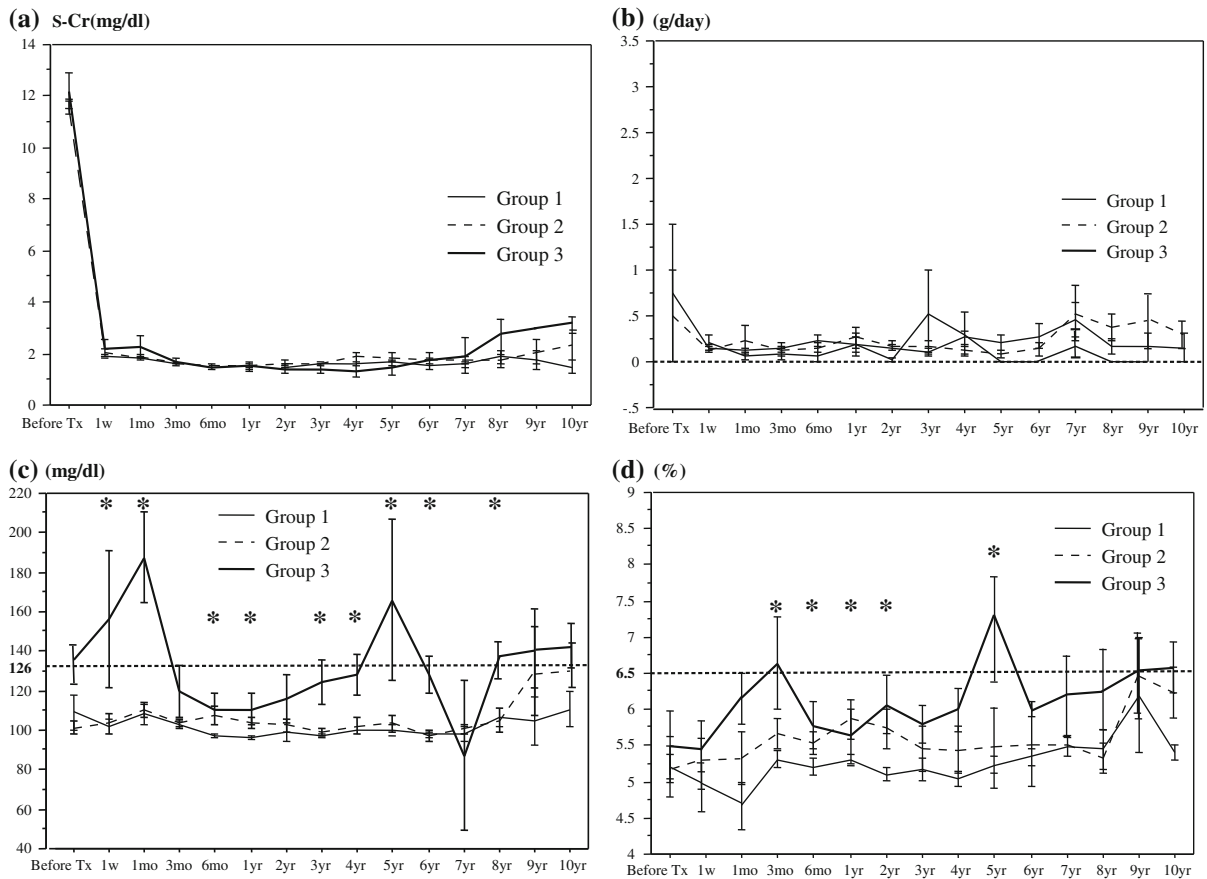 (a) S-Cr(mg/dl)
14
12
10
8
6
4
2
0
Group 1
Group 2
Group 3
Before Tx 1w 1mo 3mo 6mo 1yr 2yr 3yr 4yr 5yr 6yr 7yr 8yr 9yr 10yr
(b) (g/day)
3.5
3
2.5
2
1.5
1
.5
0
-.5
Group 1
Group 2
Group 3
Before Tx 1w 1mo 3mo 6mo 1yr 2yr 3yr 4yr 5yr 6yr 7yr 8yr 9yr 10yr
(c) (mg/dl)
220
200
180
160
140
126
120
100
80
60
40
* * * * * * * * *
Group 1
Group 2
Group 3
Before Tx 1w 1mo 3mo 6mo 1yr 2yr 3yr 4yr 5yr 6yr 7yr 8yr 9yr 10yr
(d) (%)
9
8.5
8
7.5
7
6.5
6
5.5
5
4.5
4
* * * * *
Group 1
Group 2
Group 3
Before Tx 1w 1mo 3mo 6mo 1yr 2yr 3yr 4yr 5yr 6yr 7yr 8yr 9yr 10yr